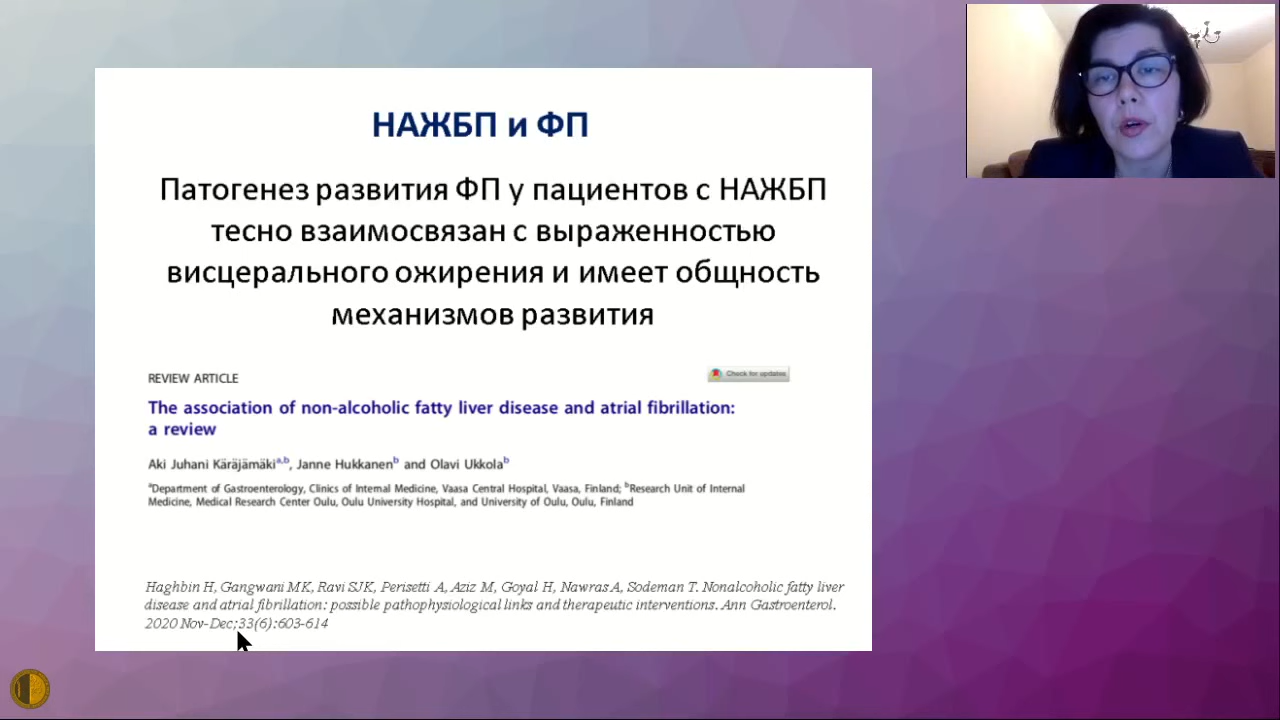 НАЖБП и ФП
Патогенез развития ФП у пациентов с НАЖБП
тесно взаимосвязан с выраженностью
висцерального ожирения и имеет общность
механизмов развития
REVIEW ARTICLE
Check for updates
The association of non-alcoholic fatty liver disease and atrial fibrillation:
a review
Aki Juhani Käräjämäkia,b, Janne Hukkanenb and Olavi Ukkolab
aDepartment of Gastroenterology, Clinics of Internal Medicine, Vaasa Central Hospital, Vaasa, Finland; bResearch Unit of Internal
Medicine, Medical Research Center Oulu, Oulu University Hospital, and University of Oulu, Oulu, Finland
Haghbin H, Gangwani MK, Ravi SJK, Perisetti A, Aziz M, Goyal H, Nawras A, Sodeman T. Nonalcoholic fatty liver
disease and atrial fibrillation: possible pathophysiological links and therapeutic interventions. Ann Gastroenterol.
2020 Nov-Dec;33(6):603-614